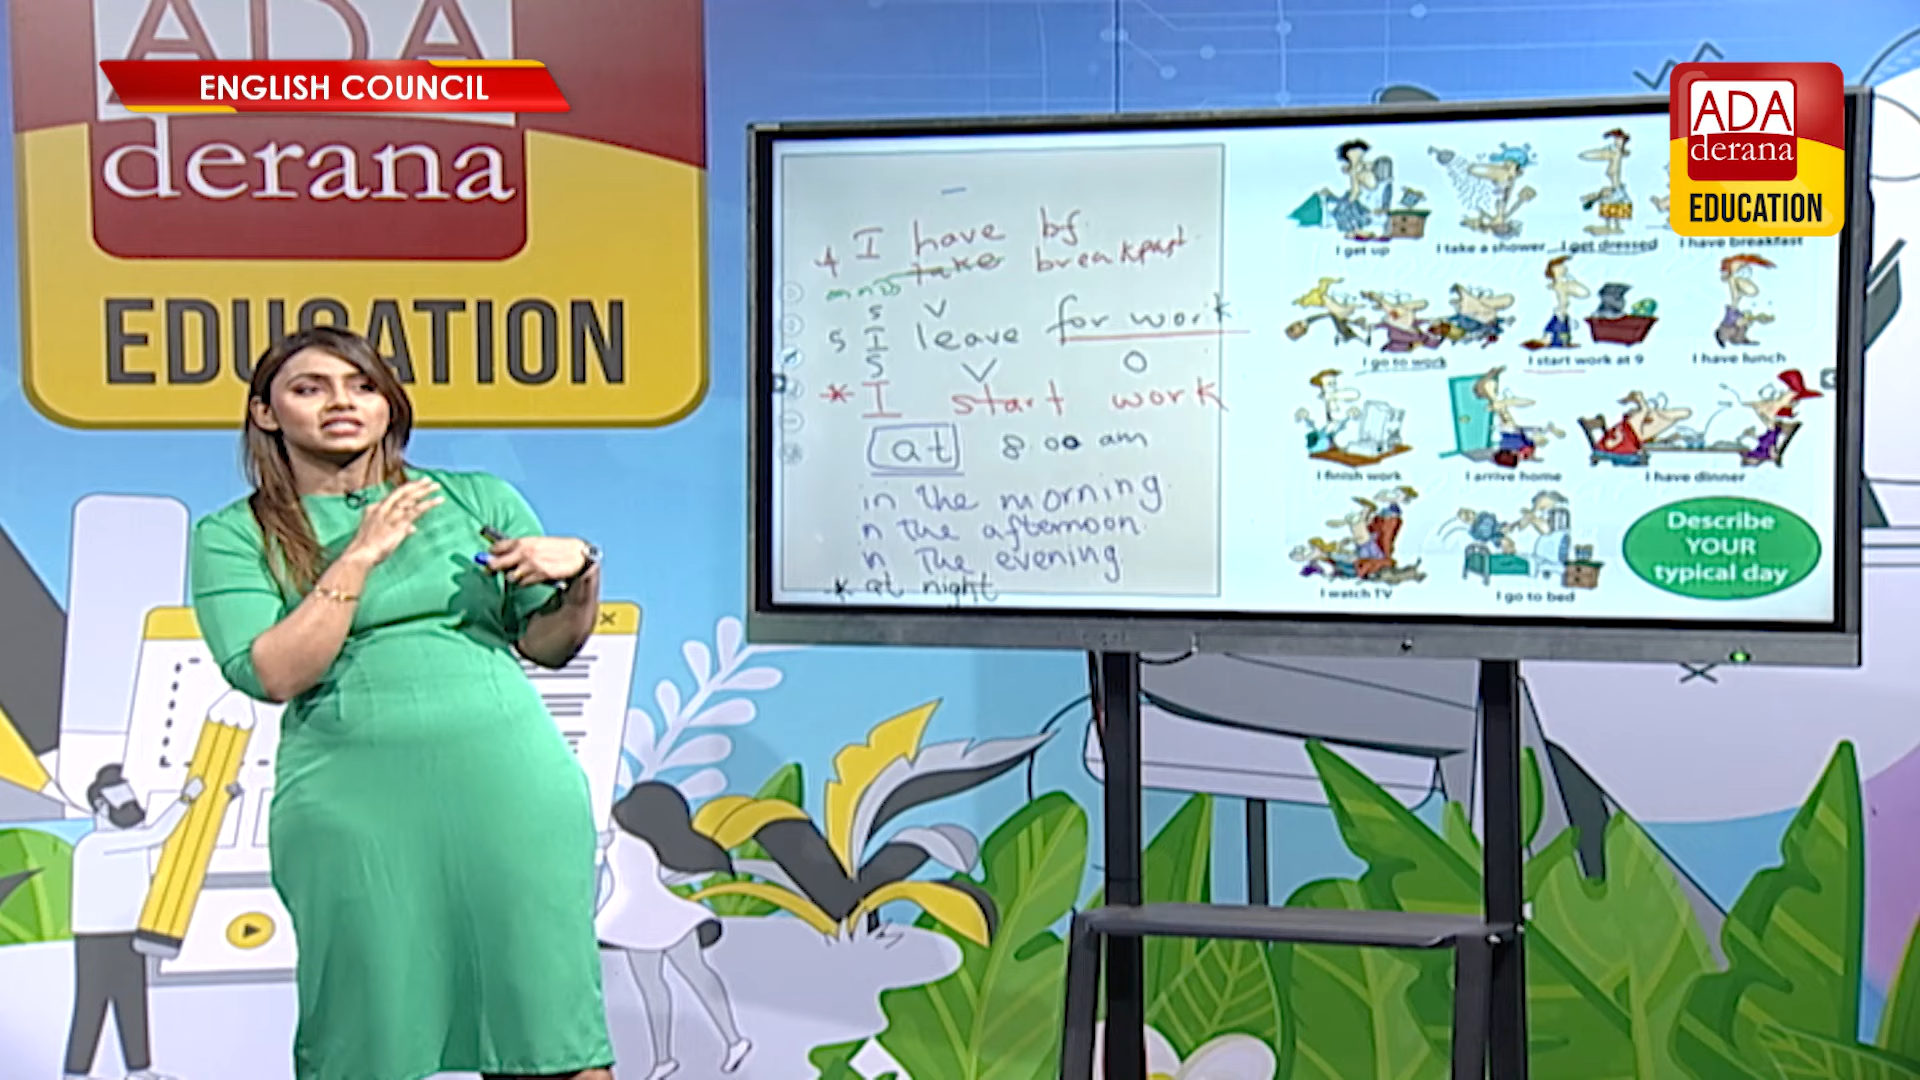 ENGLISH COUNCIL
ADA
derana
EDUCATION
ADA
derana
EDUCATION
I have bf
4 take breakfast
S V
5 I leave for work
S V O
* I start work
at 8.00 am
in the morning
n the afternoon
n The evening
* at night
I get up
I take a shower
I get dressed
I have breakfast
I go to work
I start work at 9
I have lunch
I finish work
I arrive home
I have dinner
I watch TV
I go to bed
Describe
YOUR
typical day